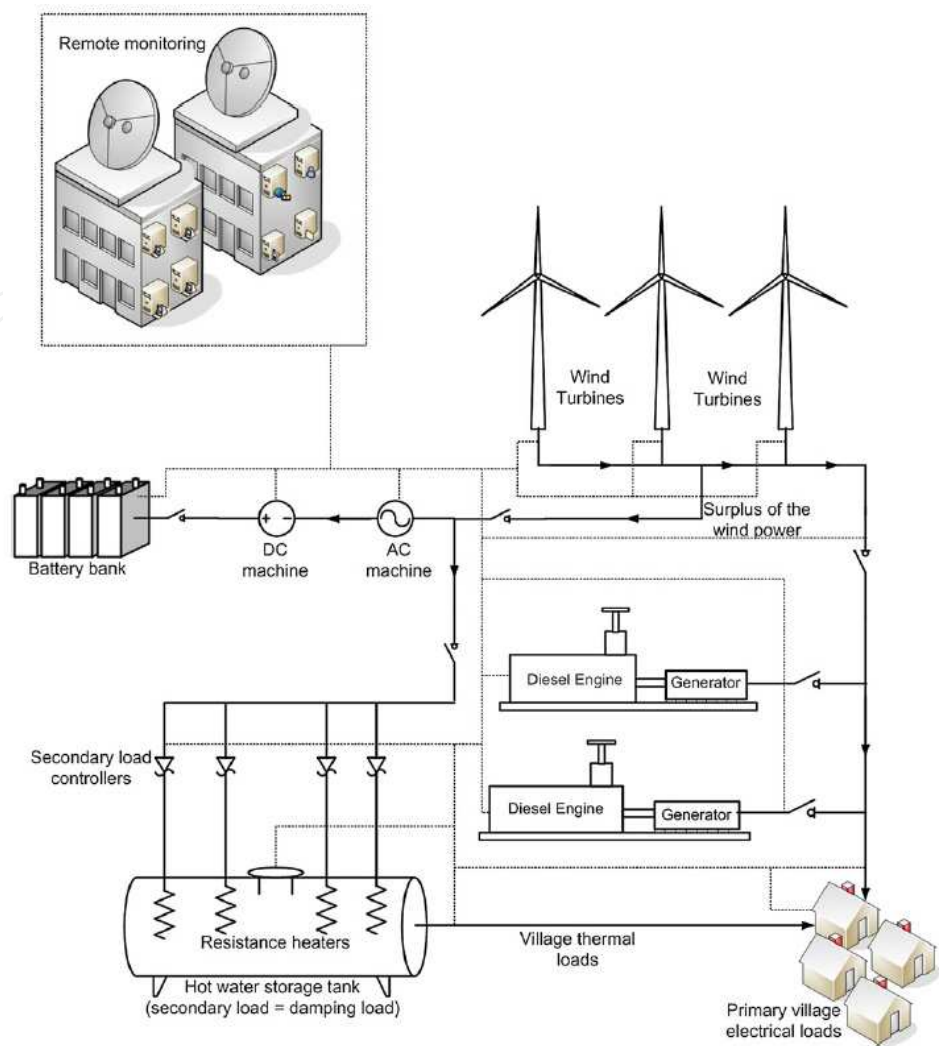 Remote monitoring
Wind
Turbines
Wind
Turbines
Surplus of the
wind power
Battery bank
DC
machine
AC
machine
Diesel Engine
Generator
Secondary load
controllers
Diesel Engine
Generator
Resistance heaters
Village thermal
loads
Hot water storage tank
(secondary load = damping load)
Primary village
electrical loads